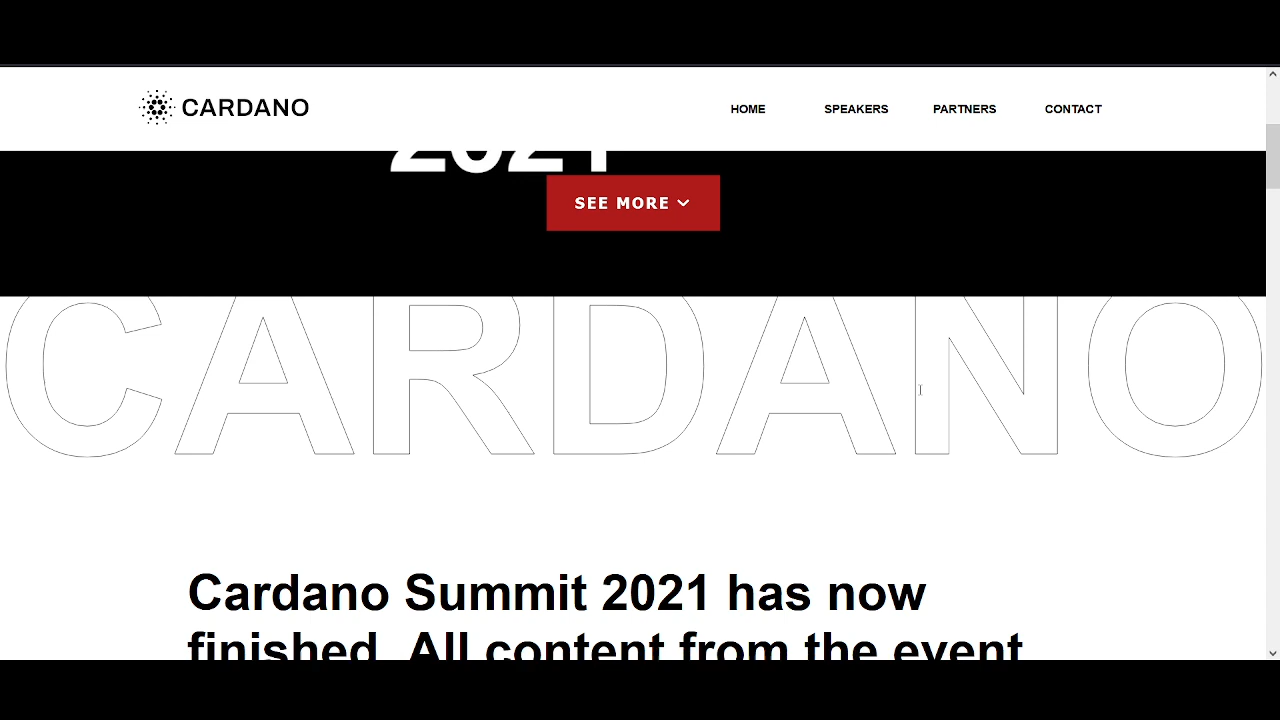 CARDANO
HOME SPEAKERS PARTNERS CONTACT
2021
SEE MORE
CARDANO
Cardano Summit 2021 has now
finished. All content from the event